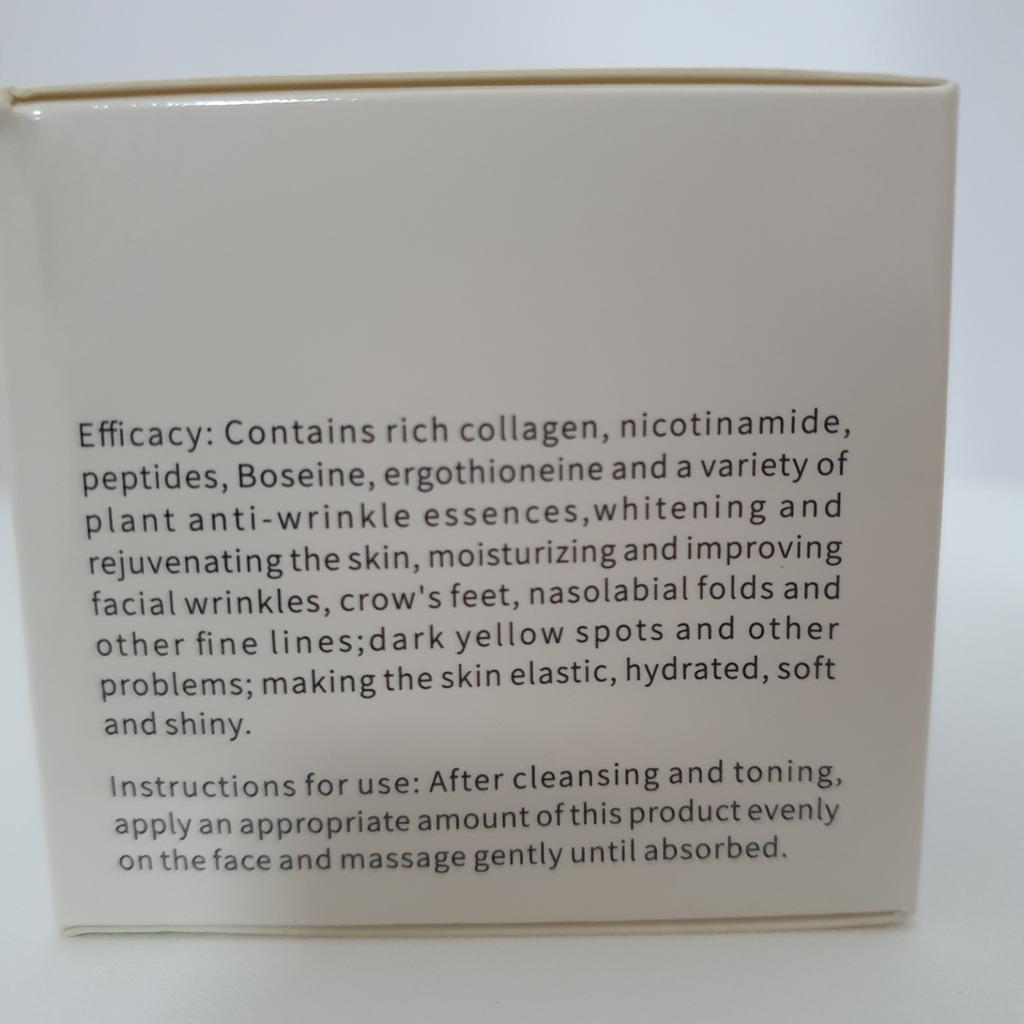 Efficacy: Contains rich collagen, nicotinamide,
peptides, Boseine, ergothioneine and a variety of
plant anti-wrinkle essences,whitening and
rejuvenating the skin, moisturizing and improving
facial wrinkles, crow's feet, nasolabial folds and
other fine lines;dark yellow spots and other
problems; making the skin elastic, hydrated, soft
and shiny.
Instructions for use: After cleansing and toning,
apply an appropriate amount of this product evenly
on the face and massage gently until absorbed.